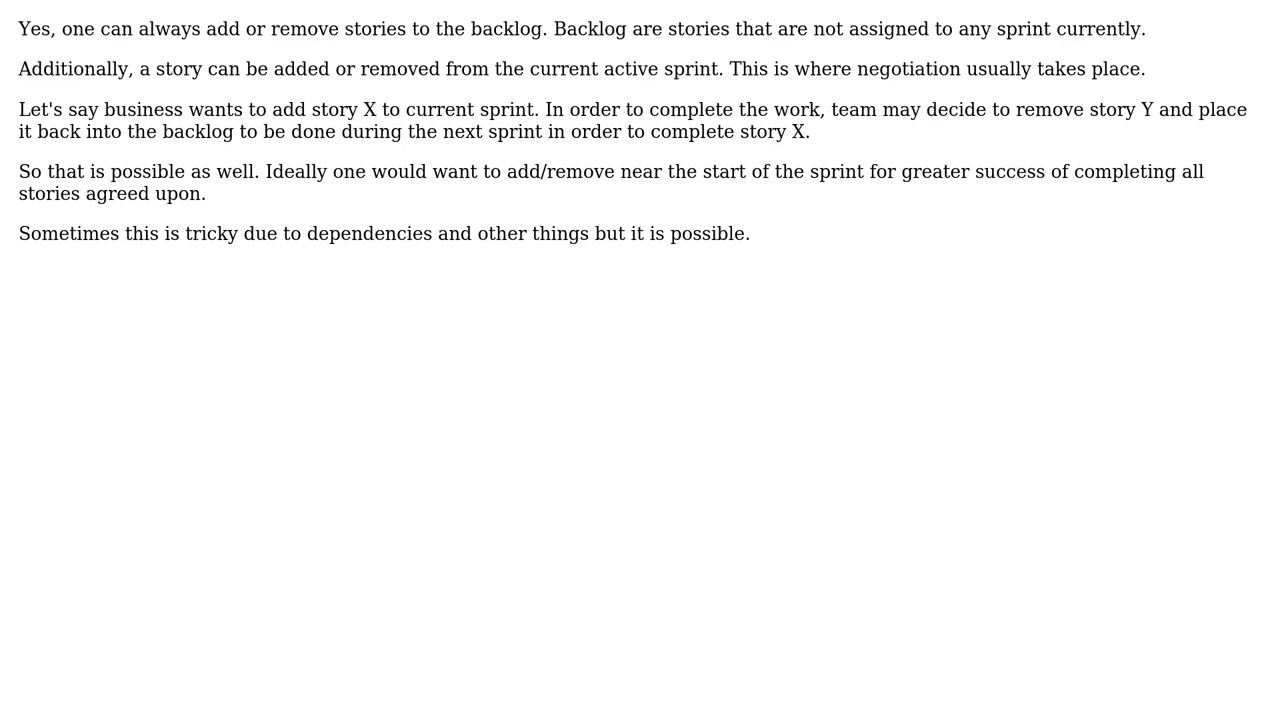 Yes, one can always add or remove stories to the backlog. Backlog are stories that are not assigned to any sprint currently.
Additionally, a story can be added or removed from the current active sprint. This is where negotiation usually takes place.
Let's say business wants to add story X to current sprint. In order to complete the work, team may decide to remove story Y and place
it back into the backlog to be done during the next sprint in order to complete story X.
So that is possible as well. Ideally one would want to add/remove near the start of the sprint for greater success of completing all
stories agreed upon.
Sometimes this is tricky due to dependencies and other things but it is possible.